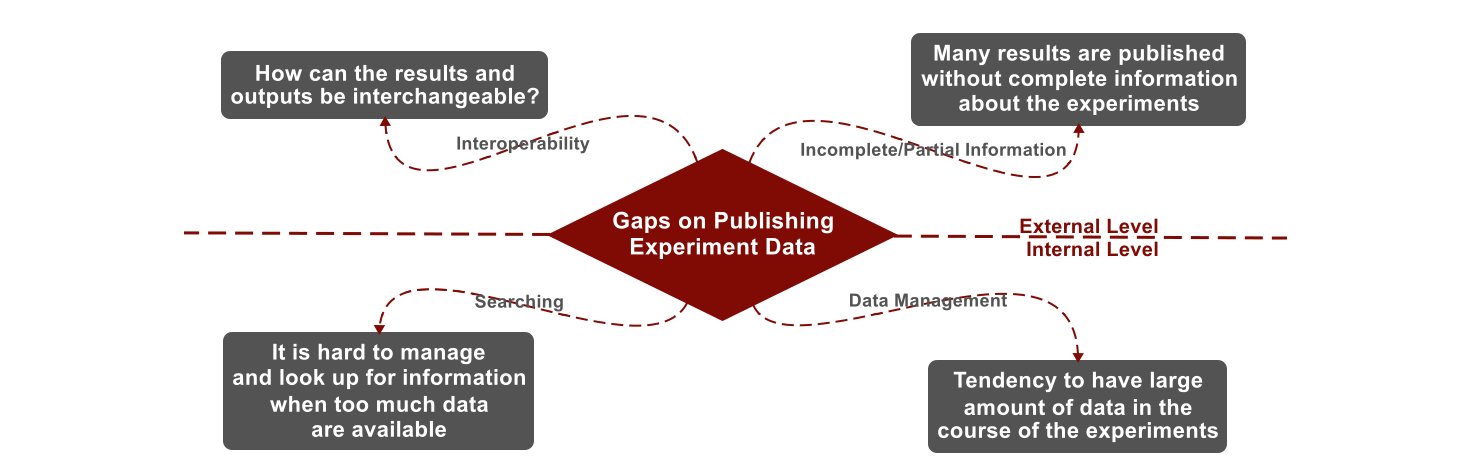 How can the results and
outputs be interchangeable?
Many results are published
without complete information
about the experiments
Interoperability
Incomplete/Partial Information
Gaps on Publishing
Experiment Data
External Level
Internal Level
Searching
Data Management
It is hard to manage
and look up for information
when too much data
are available
Tendency to have large
amount of data in the
course of the experiments